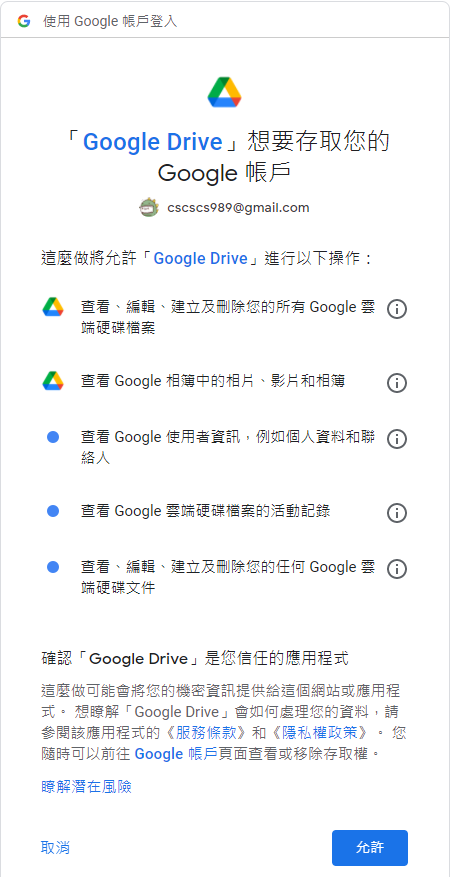 使用 Google 帳戶登入
「Google Drive」想要存取您的
Google 帳戶
cscscs989@gmail.com
這麼做將允許「Google Drive」進行以下操作：
查看、編輯、建立及刪除您的所有 Google 雲
端硬碟檔案
查看 Google 相簿中的相片、影片和相簿
查看 Google 使用者資訊，例如個人資料和聯
絡人
查看 Google 雲端硬碟檔案的活動記錄
查看、編輯、建立及刪除您的任何 Google 雲
端硬碟文件
確認「Google Drive」是您信任的應用程式
這麼做可能會將您的機密資訊提供給這個網站或應用程
式。 想瞭解「Google Drive」會如何處理您的資料，請
參閱該應用程式的《服務條款》和《隱私權政策》。 您
隨時可以前往 Google 帳戶頁面查看或移除存取權。
瞭解潛在風險
取消
允許